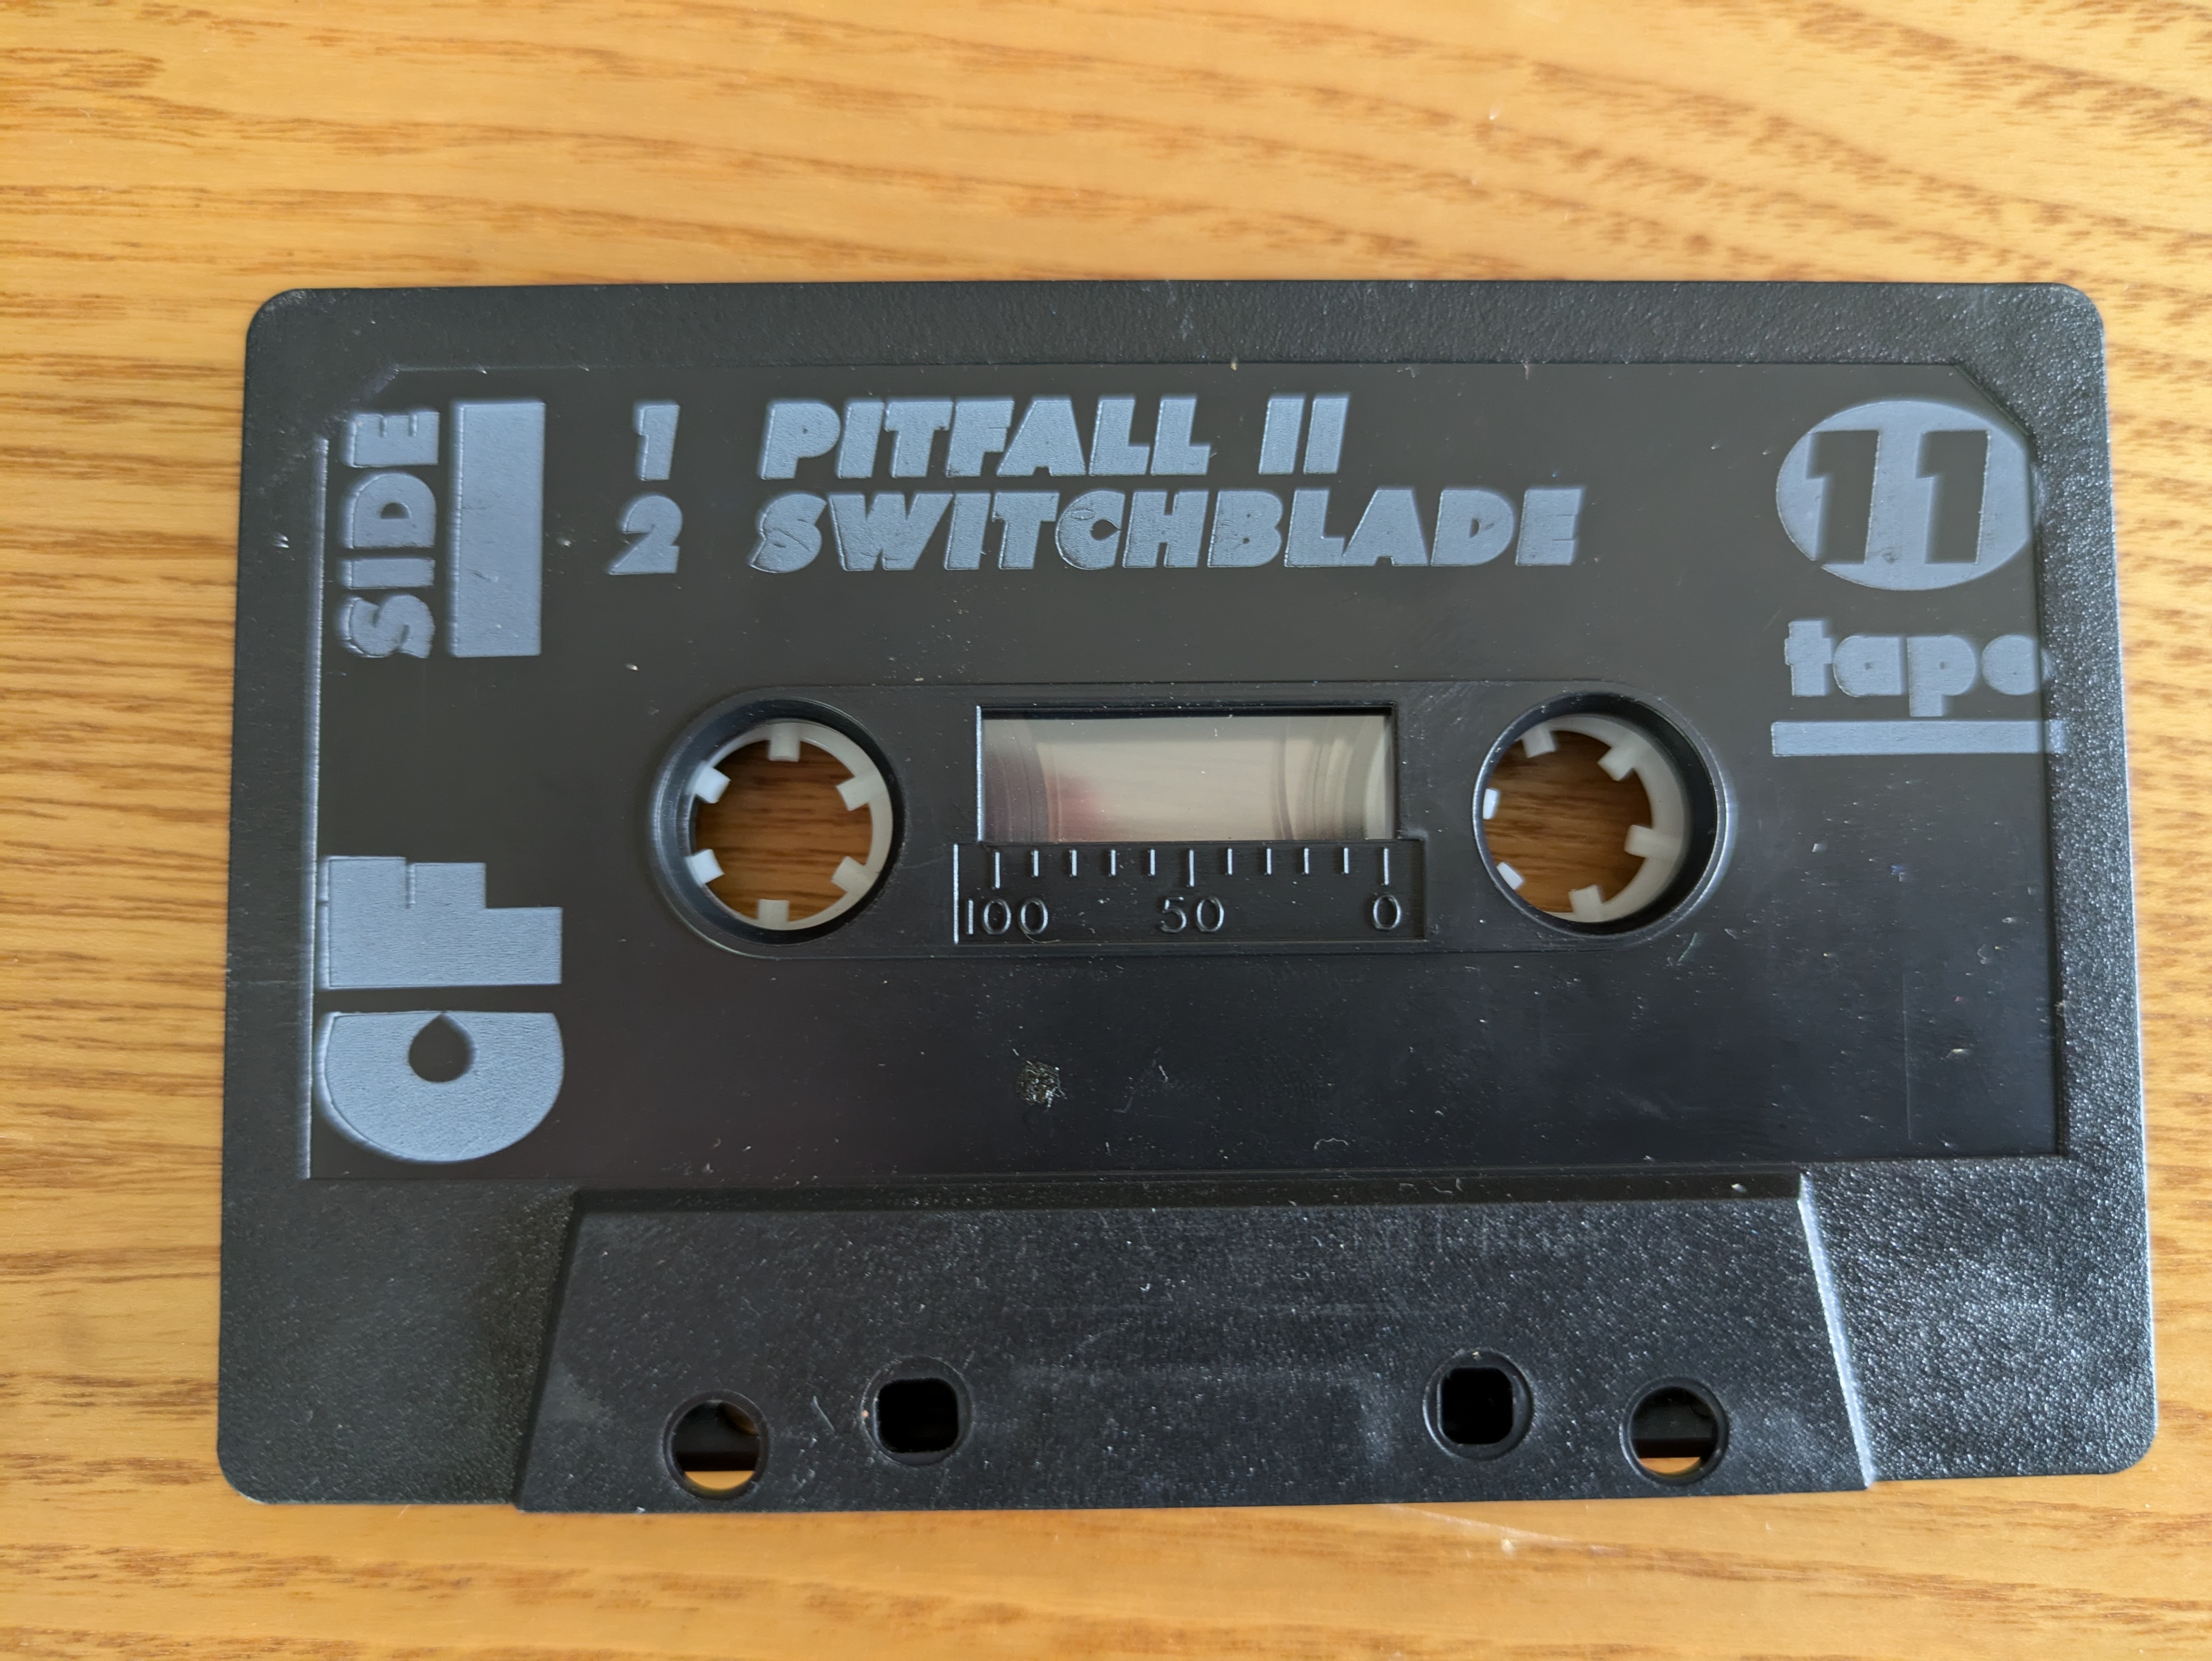 SIDE 1
1 PITFALL II
2 SWITCHBLADE
11
tape
CF
100 50 0